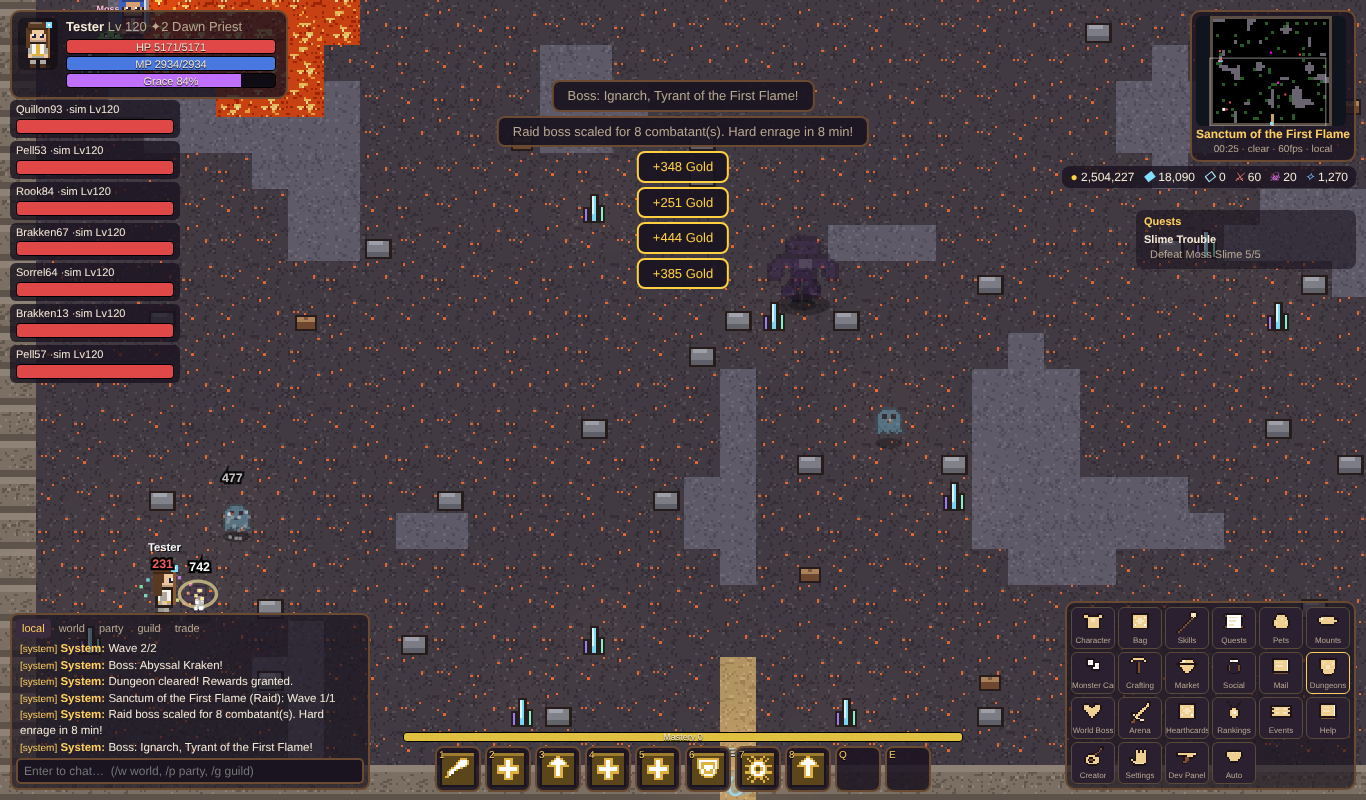 Moss
Tester Lv 120 ✦2 Dawn Priest
HP 5171/5171
MP 2934/2934
Grace 84%
Quillon93 ·sim Lv120
Pell53 ·sim Lv120
Rook84 ·sim Lv120
Brakken67 ·sim Lv120
Sorrel64 ·sim Lv120
Brakken13 ·sim Lv120
Pell57 ·sim Lv120
Boss: Ignarch, Tyrant of the First Flame!
Raid boss scaled for 8 combatant(s). Hard enrage in 8 min!
+348 Gold
+251 Gold
+444 Gold
+385 Gold
Sanctum of the First Flame
00:25 · clear · 60fps · local
2,504,227 18,090 0 60 20 1,270
Quests
Slime Trouble
Defeat Moss Slime 5/5
477
Tester
231 742
local world party guild trade
[system] System: Wave 2/2
[system] System: Boss: Abyssal Kraken!
[system] System: Dungeon cleared! Rewards granted.
[system] System: Sanctum of the First Flame (Raid): Wave 1/1
[system] System: Raid boss scaled for 8 combatant(s). Hard
enrage in 8 min!
[system] System: Boss: Ignarch, Tyrant of the First Flame!
Enter to chat… (/w world, /p party, /g guild)
Mastery 0
1 2 3 4 5 6 7 8 Q E
Character Bag Skills Quests Pets Mounts
Monster Ca Crafting Market Social Mail Dungeons
World Boss Arena Hearthcards Rankings Events Help
Creator Settings Dev Panel Auto